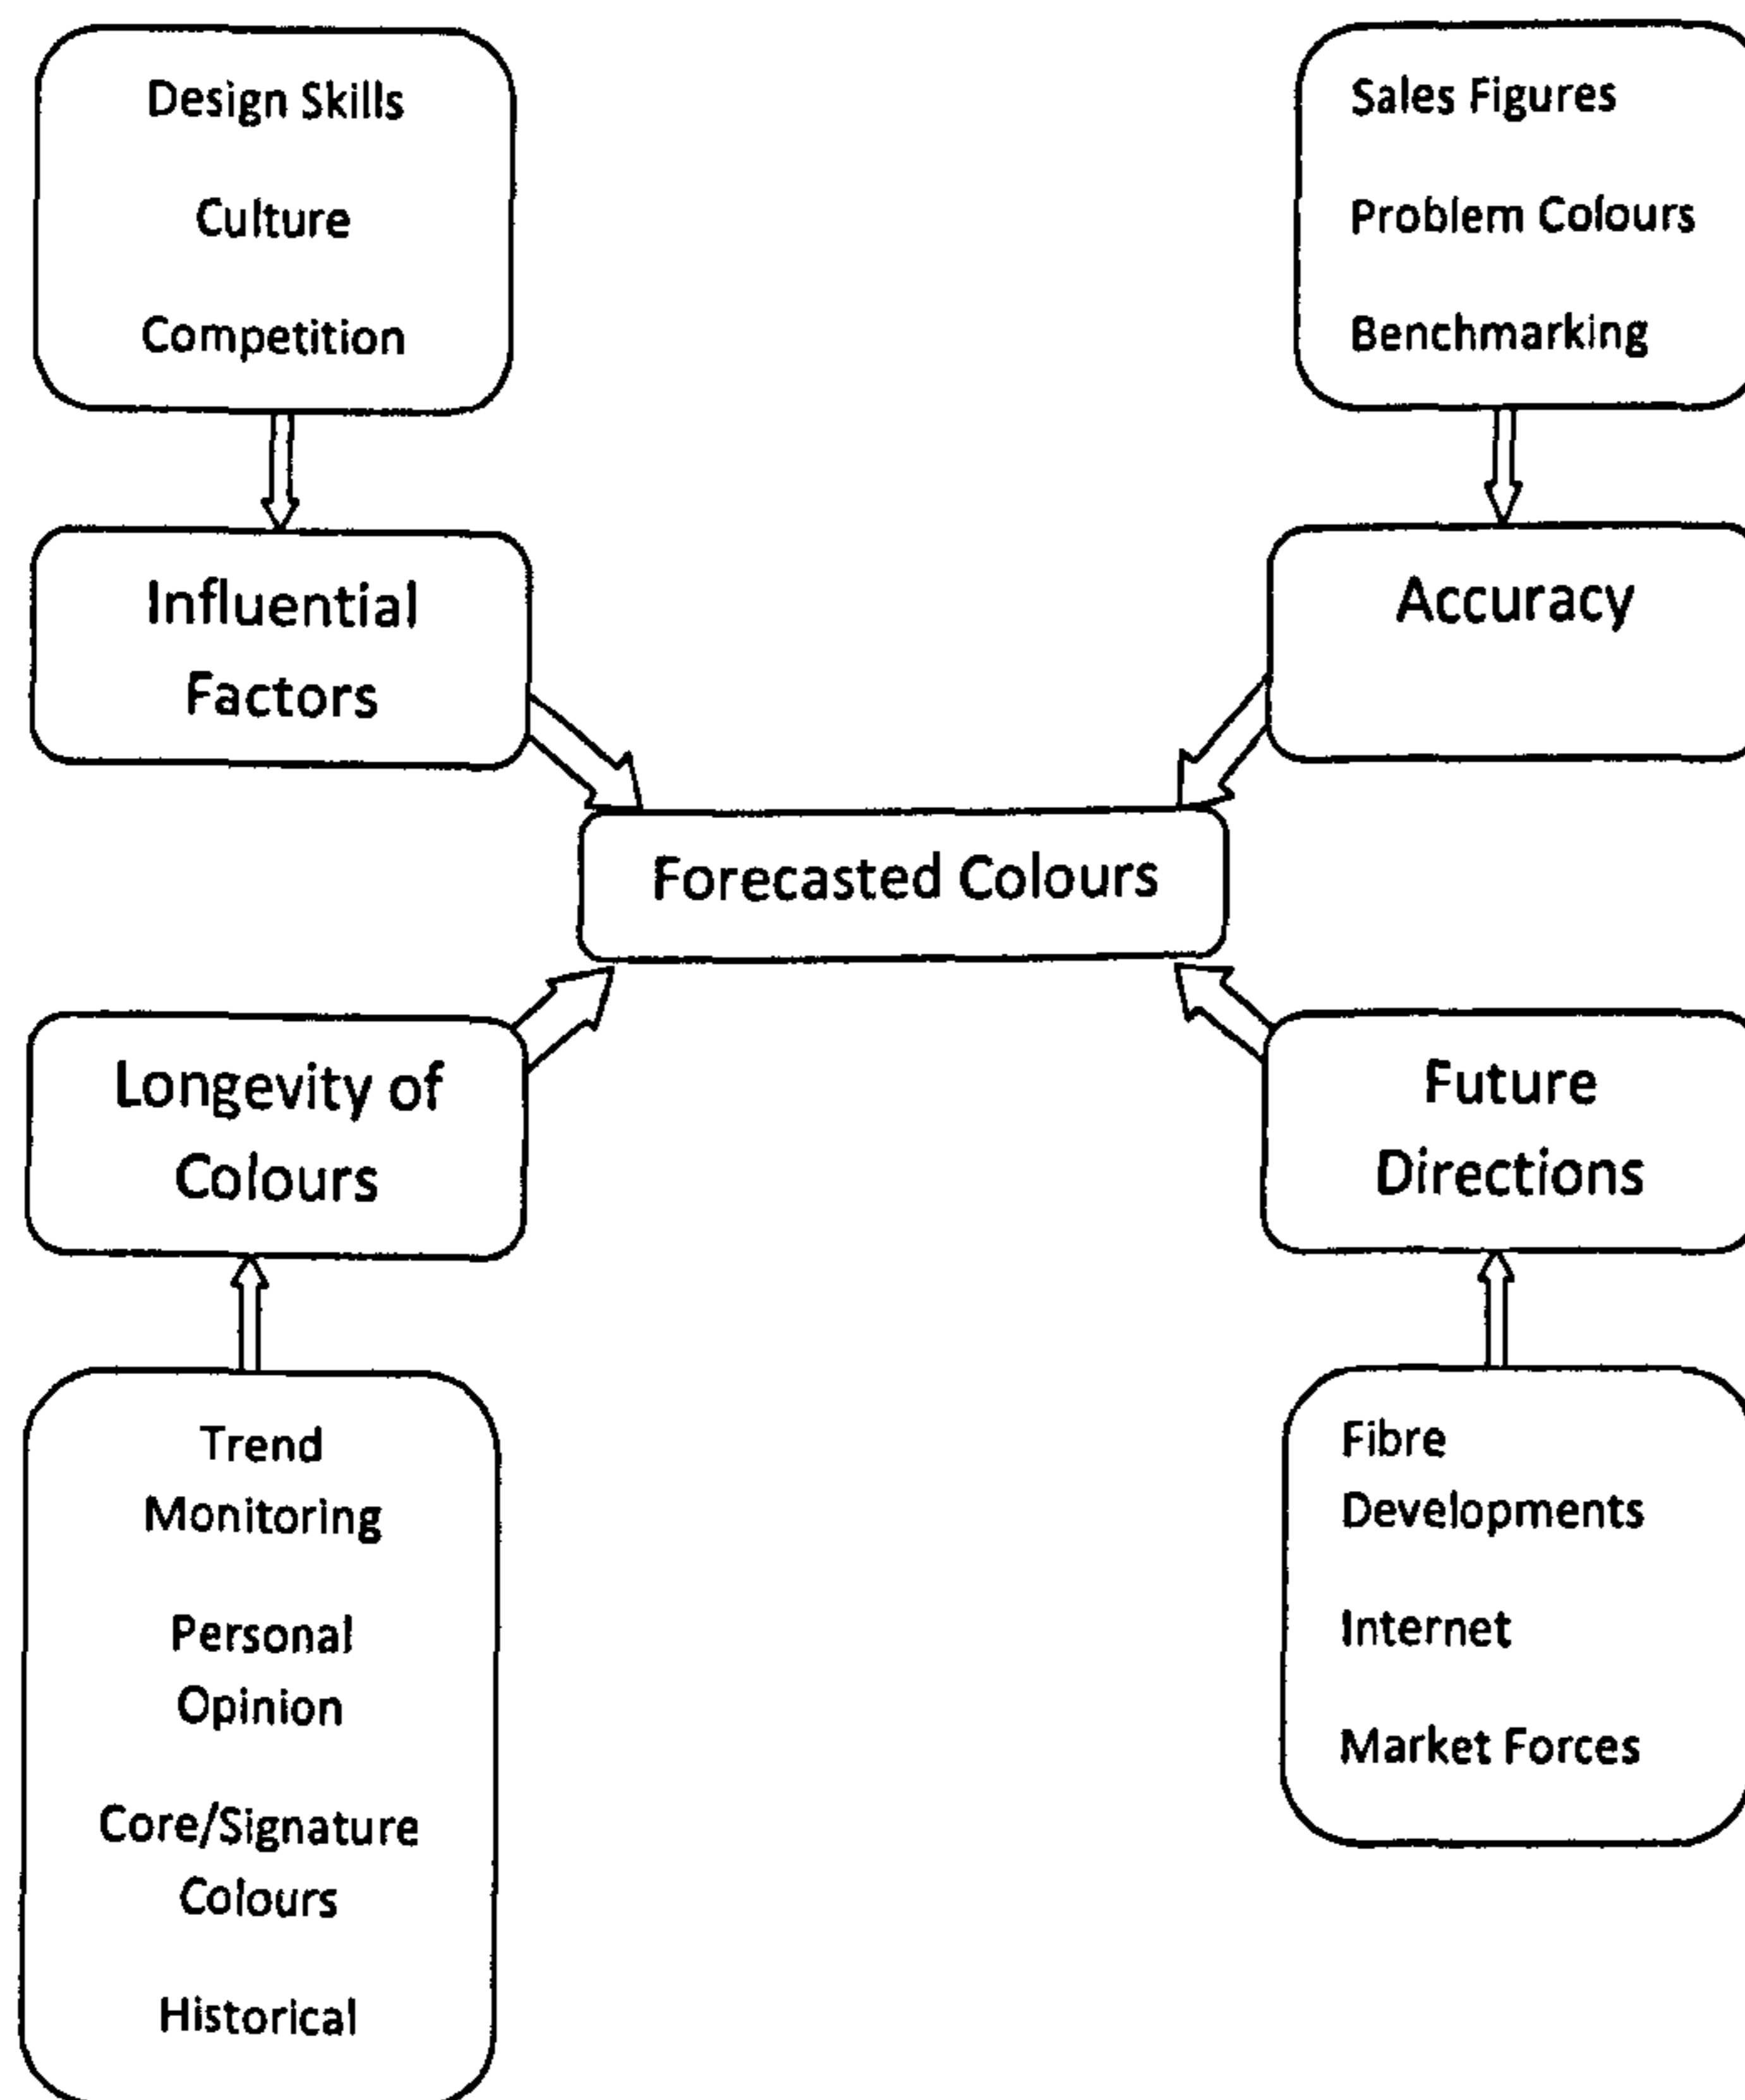 Design Skills
Culture
Competition
Sales Figures
Problem Colours
Benchmarking
Influential
Factors
Accuracy
Forecasted Colours
Longevity of
Colours
Future
Directions
Trend
Monitoring
Personal
Opinion
Core/Signature
Colours
Historical
Fibre
Developments
Internet
Market Forces